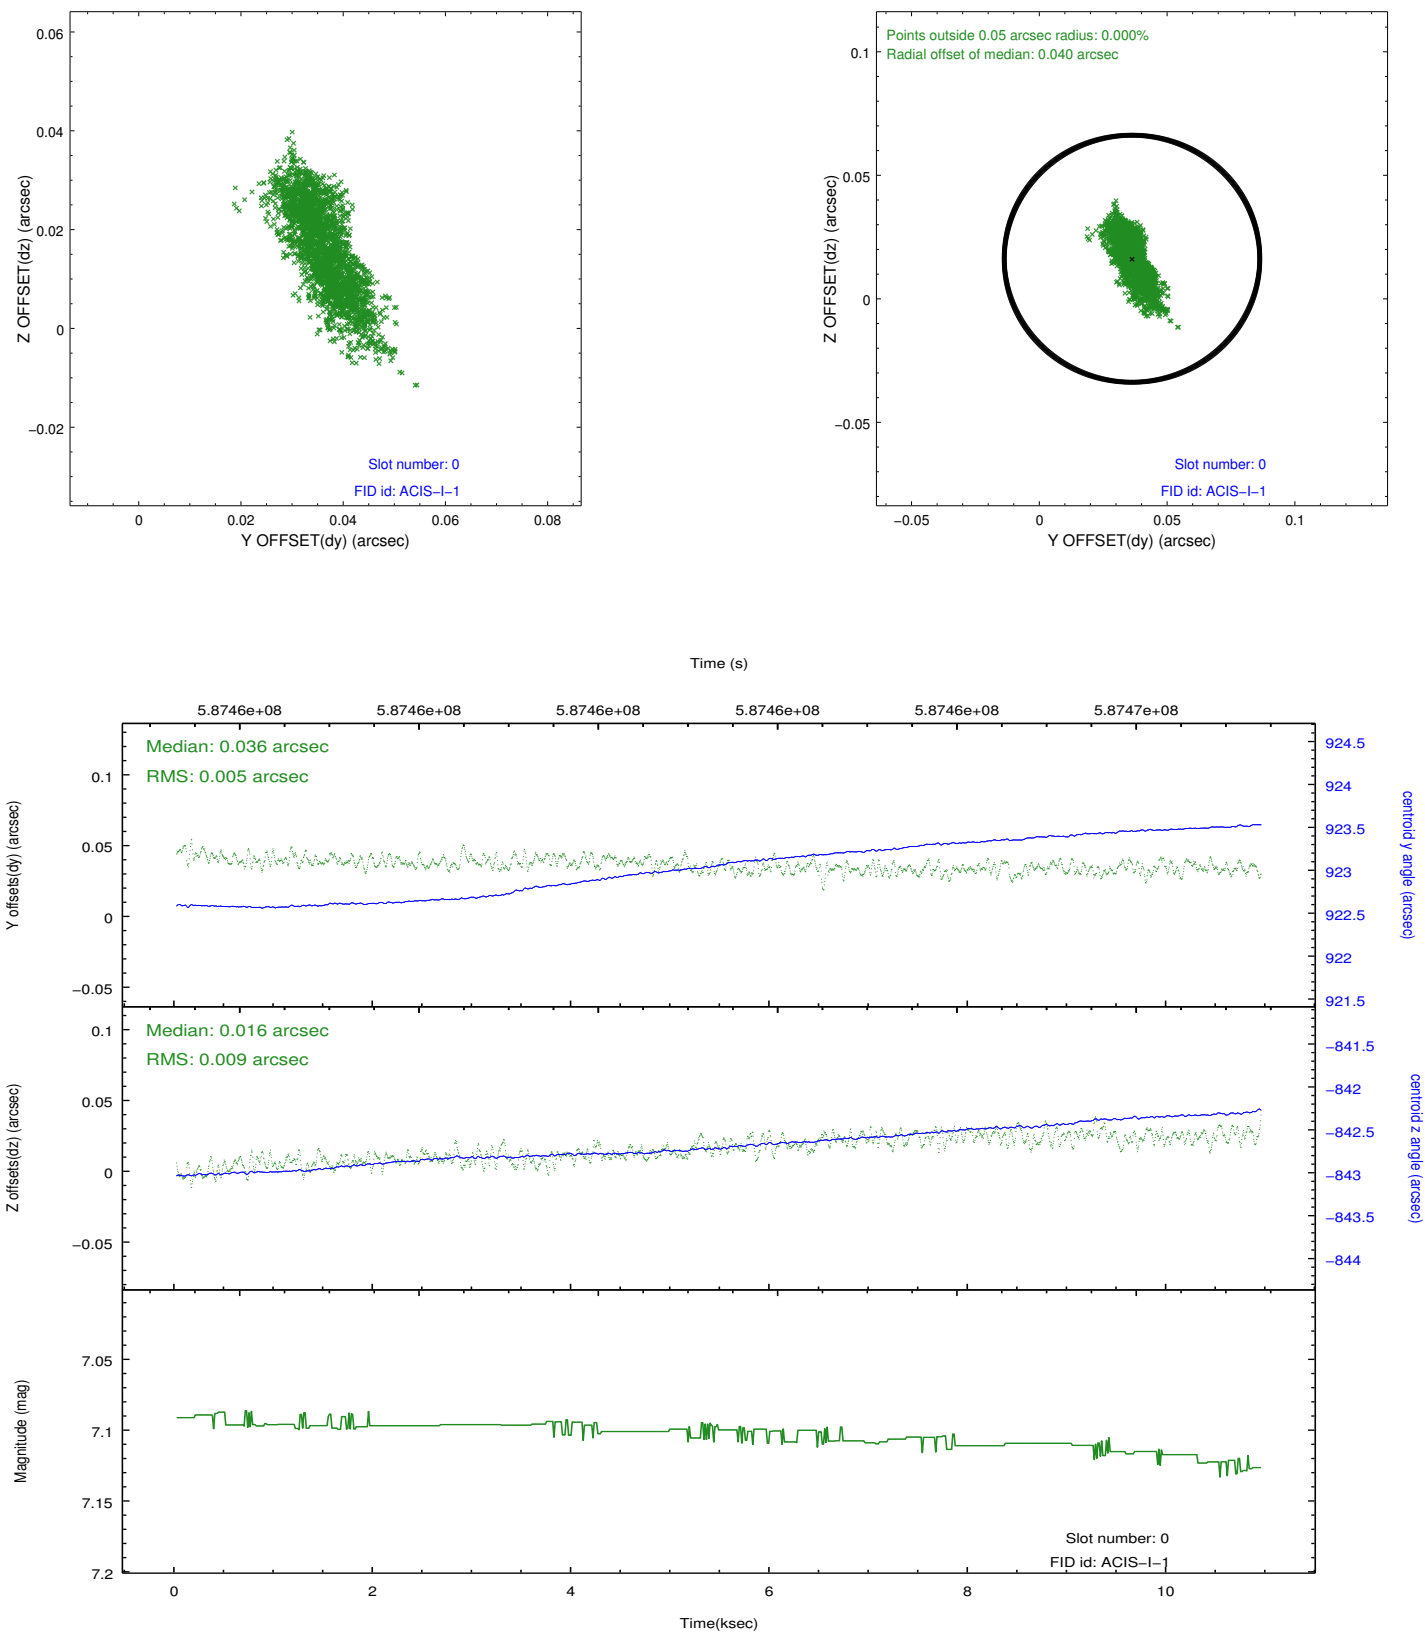 0.06
0.04
0.02
0
−0.02
Z OFFSET(dz) (arcsec)
Slot number: 0
FID id: ACIS−I−1
0 0.02 0.04 0.06 0.08
Y OFFSET(dy) (arcsec)
Points outside 0.05 arcsec radius: 0.000%
Radial offset of median: 0.040 arcsec
0.1
0.05
0
−0.05
Z OFFSET(dz) (arcsec)
Slot number: 0
FID id: ACIS−I−1
−0.05 0 0.05 0.1
Y OFFSET(dy) (arcsec)
Time (s)
5.8746e+08 5.8746e+08 5.8746e+08 5.8746e+08 5.8746e+08 5.8747e+08
Median: 0.036 arcsec
RMS: 0.005 arcsec
0.1
0.05
0
−0.05
Y offsets(dy) (arcsec)
924.5
924
923.5
923
922.5
922
921.5
centroid y angle (arcsec)
Median: 0.016 arcsec
RMS: 0.009 arcsec
0.1
0.05
0
−0.05
Z offsets(dz) (arcsec)
−841.5
−842
−842.5
−843
−843.5
−844
centroid z angle (arcsec)
7.05
7.1
7.15
7.2
Magnitude (mag)
Slot number: 0
FID id: ACIS−I−1
0 2 4 6 8 10
Time(ksec)